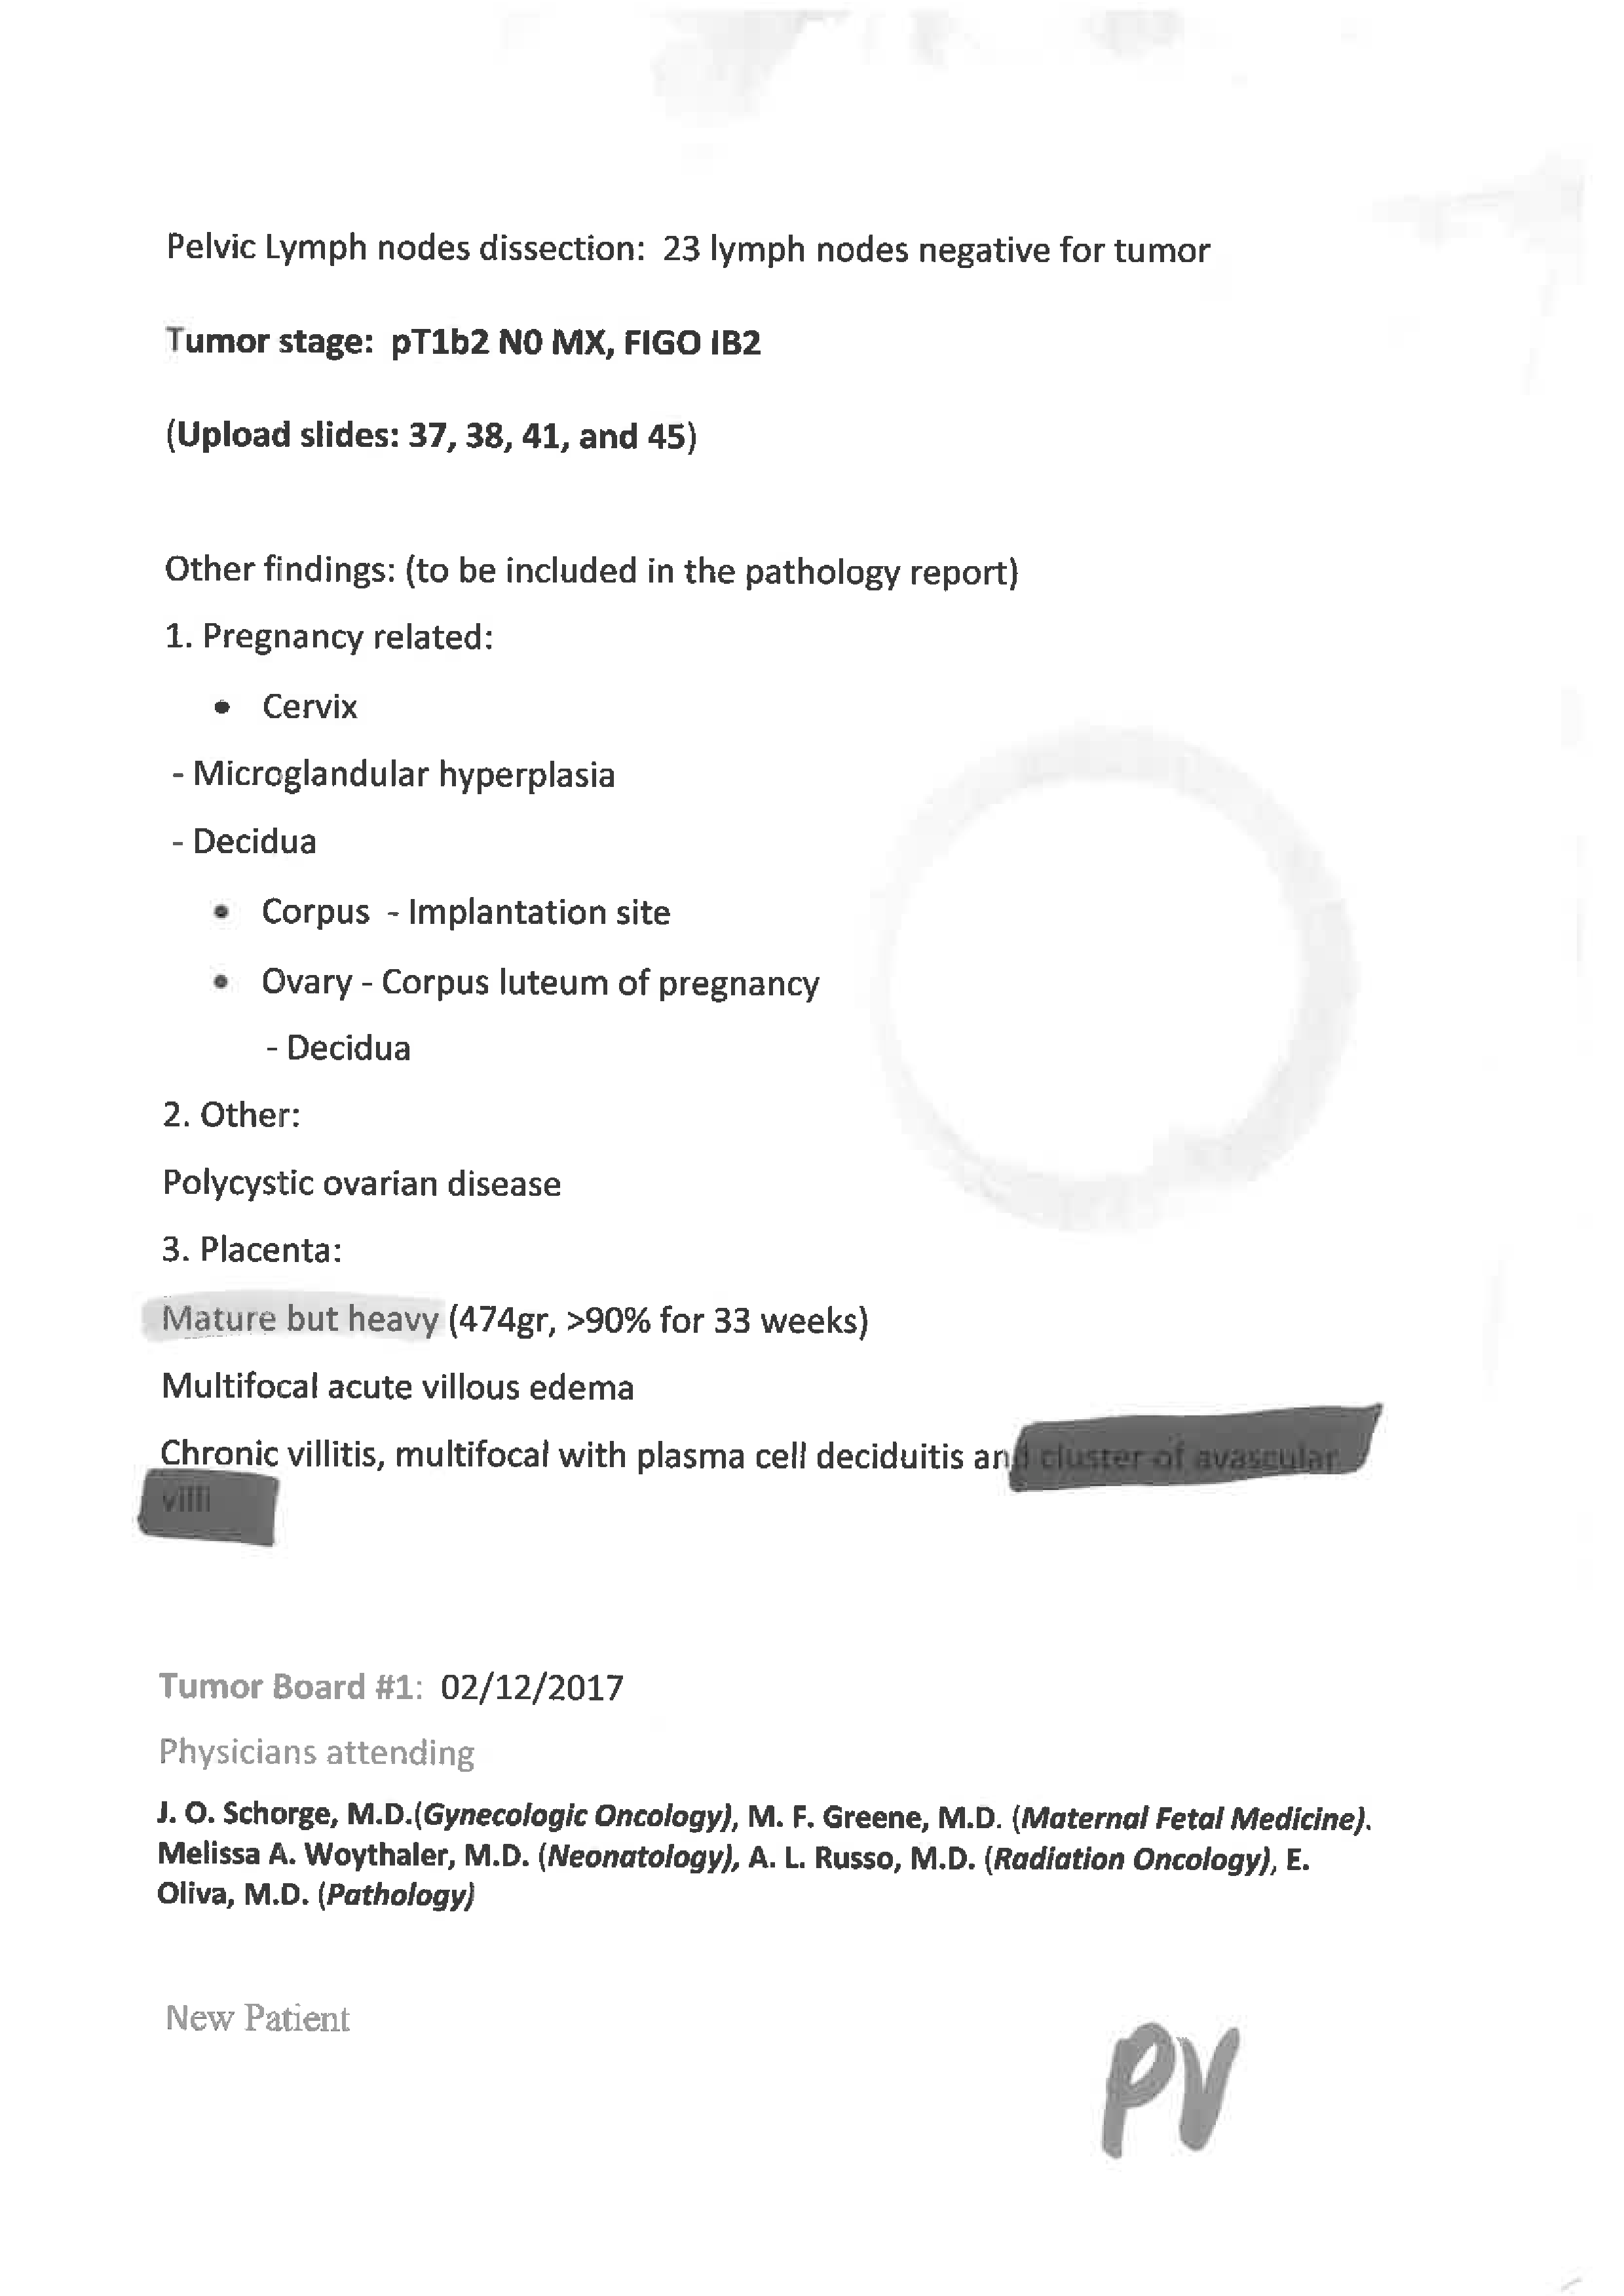 Pelvic Lymph nodes dissection: 23 lymph nodes negative for tumor
Tumor stage: pT1b2 N0 MX, FIGO IB2
(Upload slides: 37, 38, 41, and 45)
Other findings: (to be included in the pathology report)
1. Pregnancy related:
• Cervix
- Microglandular hyperplasia
- Decidua
• Corpus - Implantation site
• Ovary - Corpus luteum of pregnancy
- Decidua
2. Other:
Polycystic ovarian disease
3. Placenta:
Mature but heavy (474gr, >90% for 33 weeks)
Multifocal acute villous edema
Chronic villitis, multifocal with plasma cell deciduitis and cluster of avascular
villi
Tumor Board #1: 02/12/2017
Physicians attending
J. O. Schorge, M.D.(Gynecologic Oncology), M. F. Greene, M.D. (Maternal Fetal Medicine).
Melissa A. Woythaler, M.D. (Neonatology), A. L. Russo, M.D. (Radiation Oncology), E.
Oliva, M.D. (Pathology)
New Patient
PV